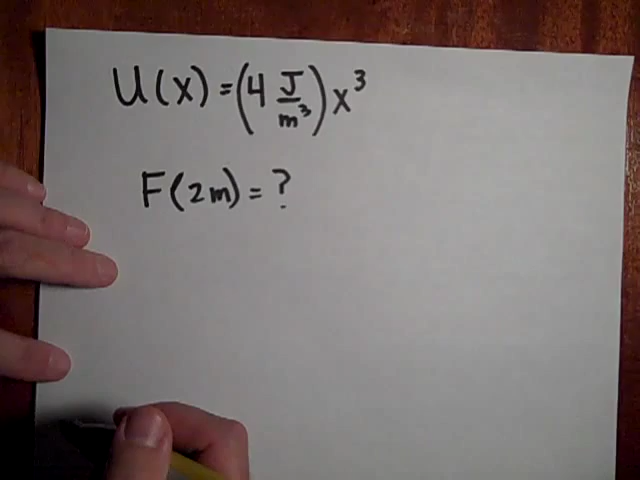 U(x) = (4 J/m³) x³
F(2m) = ?